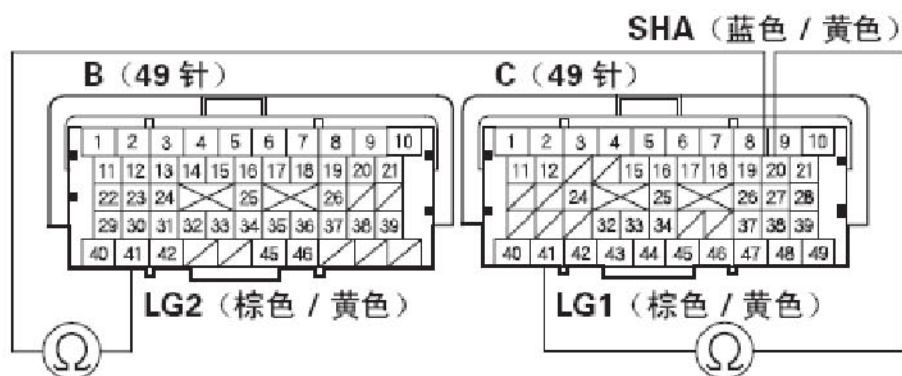 SHA（蓝色 / 黄色）
B（49 针）
C（49 针）
1 2 3 4 5 6 7 8 9 10
11 12 13 14 15 16 17 18 19 20 21
22 23 24 25 26
29 30 31 32 33 34 35 36 37 38 39
40 41 42 45 46
1 2 3 4 5 6 7 8 9 10
11 12 15 16 17 18 19 20 21
24 25 26 27 28
32 33 34 37 38 39
40 41 42 43 44 45 46 47 48 49
LG2（棕色 / 黄色）
LG1（棕色 / 黄色）
Ω
Ω